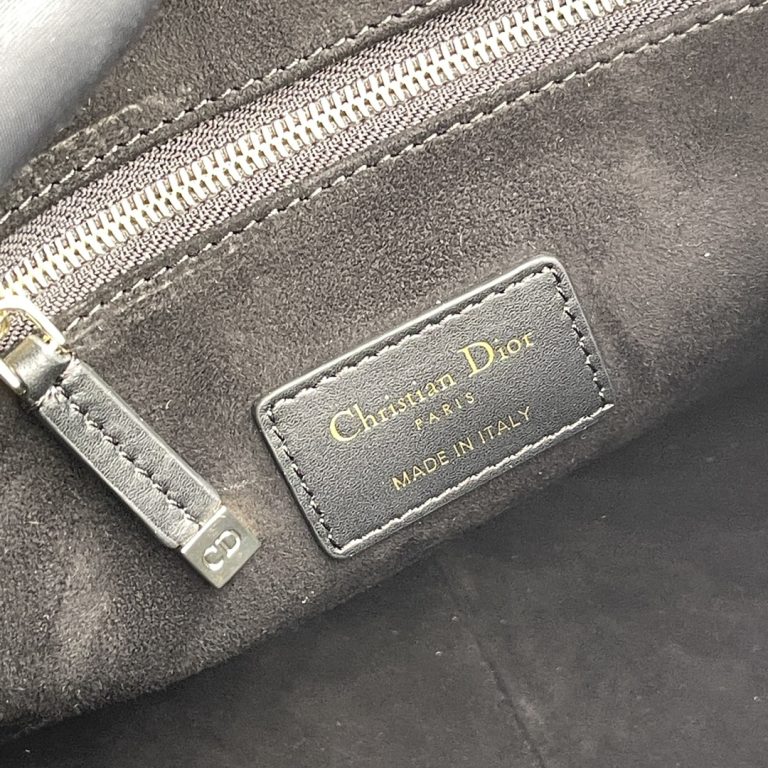 Christian Dior
PARIS
MADE IN ITALY
CD